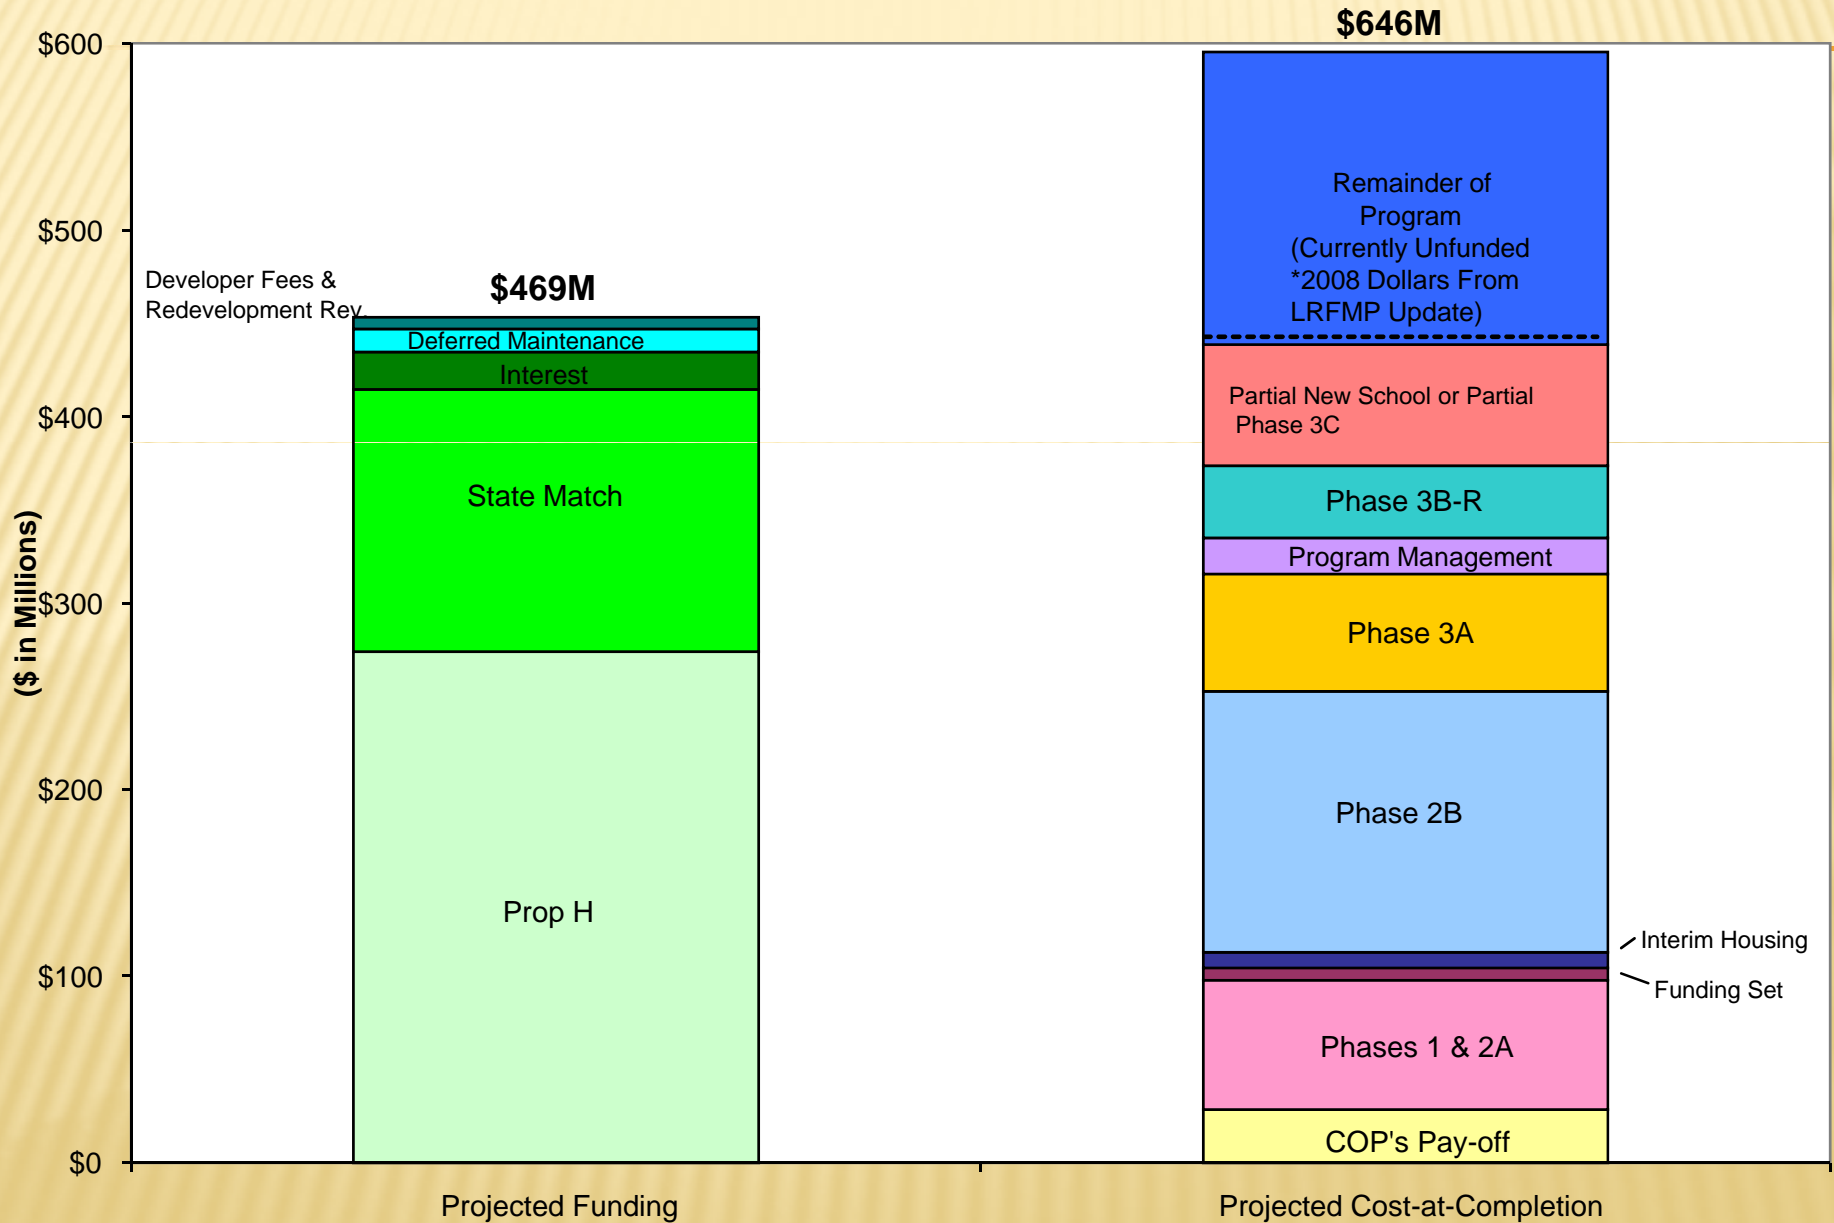 $646M
$600
$500
$400
$300
$200
$100
$0
($ in Millions)
Developer Fees &
Redevelopment Rev.
$469M
Deferred Maintenance
Interest
State Match
Prop H
Remainder of
Program
(Currently Unfunded
*2008 Dollars From
LRFMP Update)
Partial New School or Partial
Phase 3C
Phase 3B-R
Program Management
Phase 3A
Phase 2B
Interim Housing
Funding Set
Phases 1 & 2A
COP's Pay-off
Projected Funding
Projected Cost-at-Completion